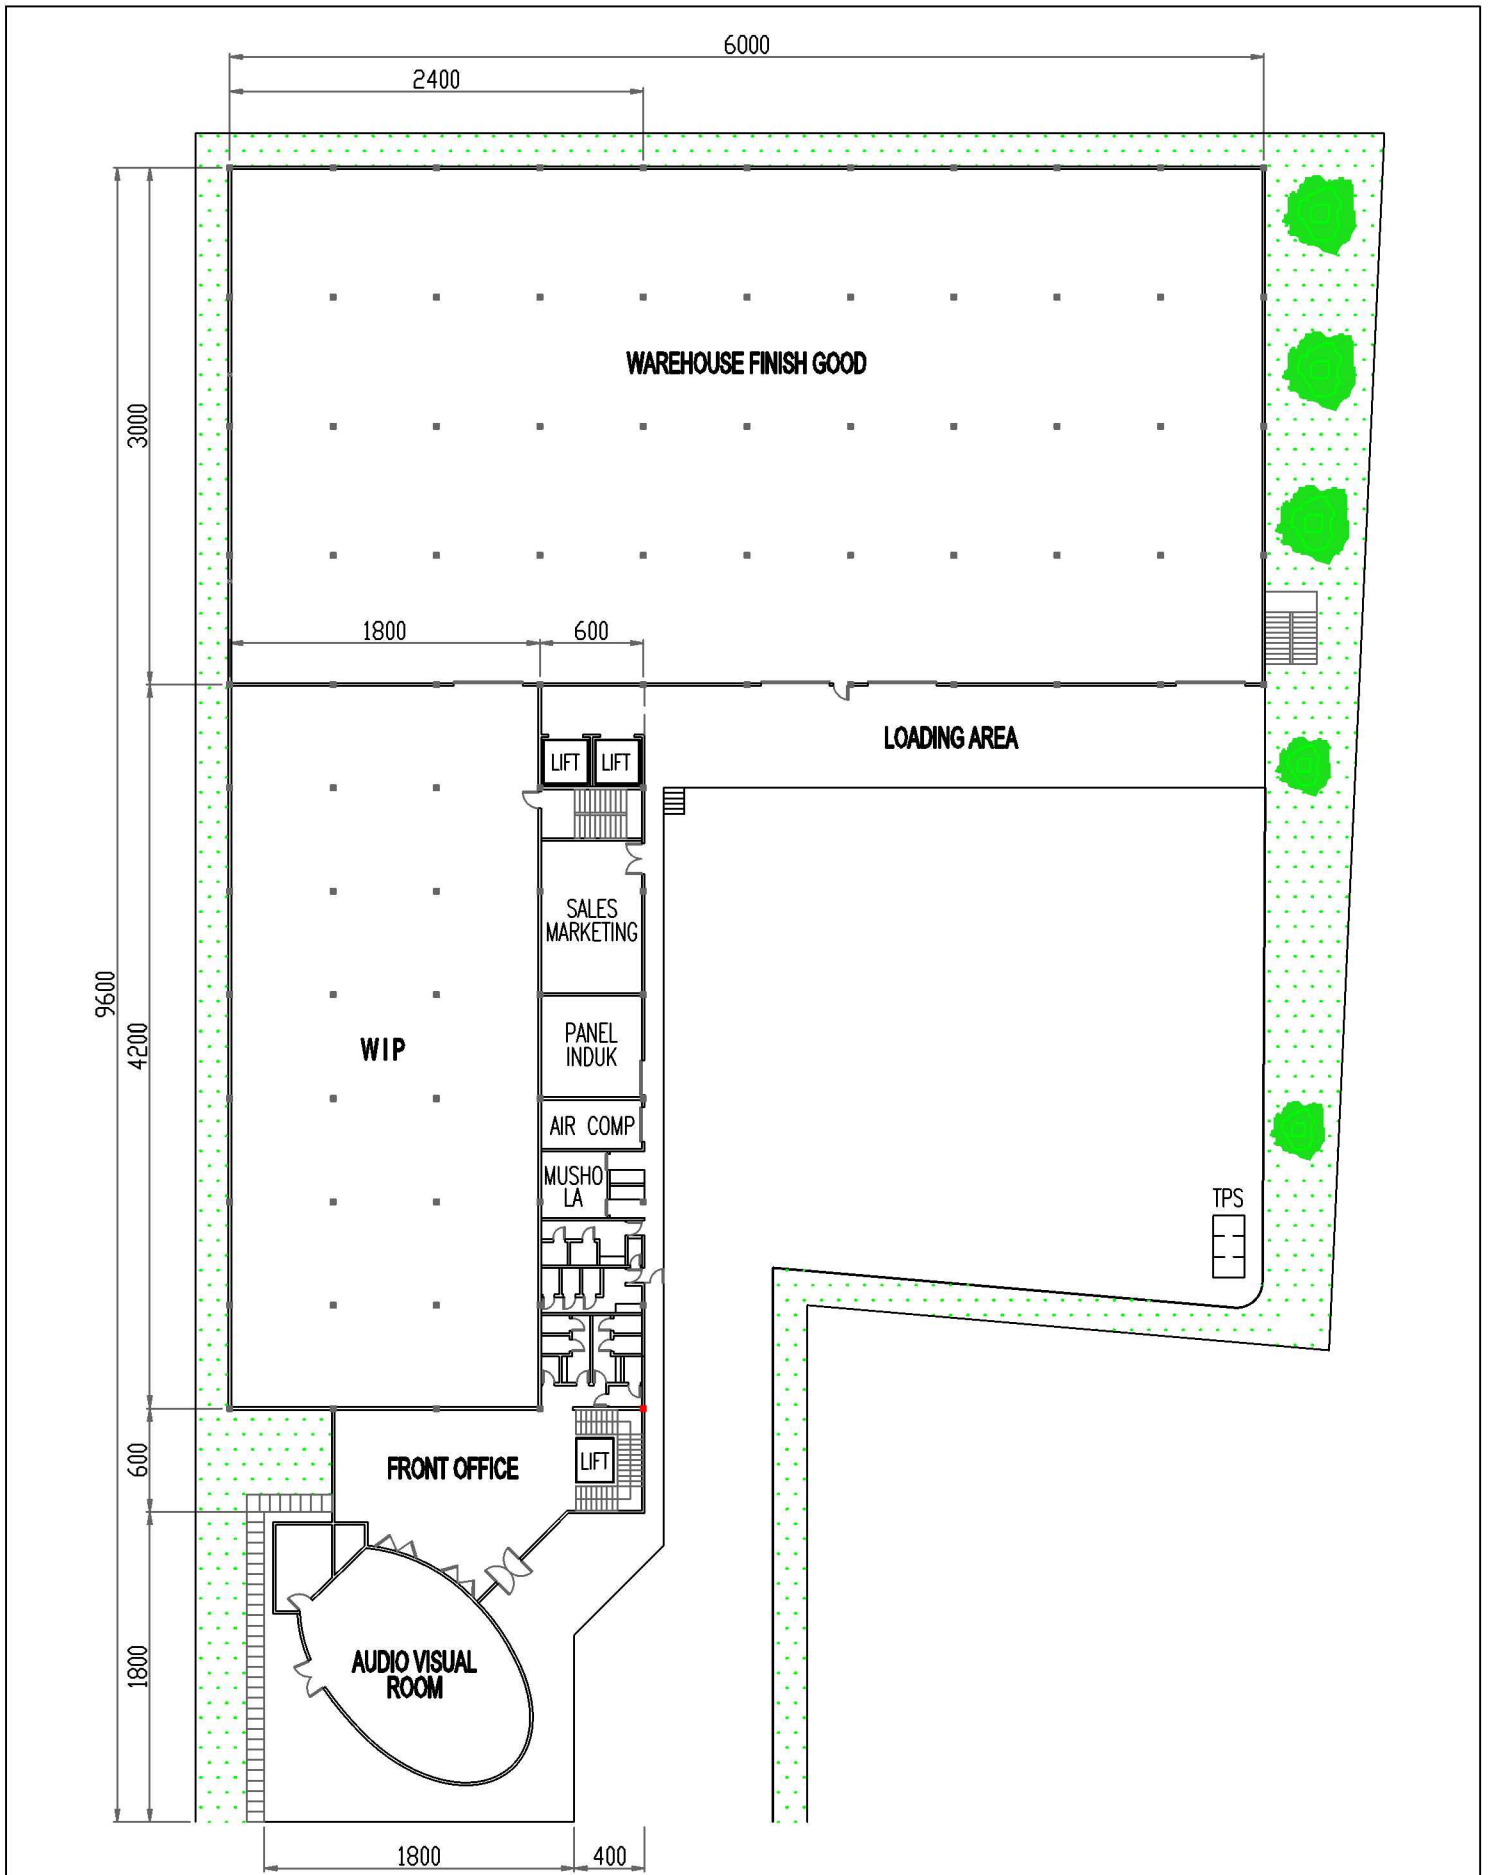 6000
2400
WAREHOUSE FINISH GOOD
3000
1800
600
LOADING AREA
LIFT
LIFT
SALES
MARKETING
9600
4200
WIP
PANEL
INDUK
AIR COMP
MUSHO
LA
TPS
600
FRONT OFFICE
LIFT
1800
AUDIO VISUAL
ROOM
1800
400